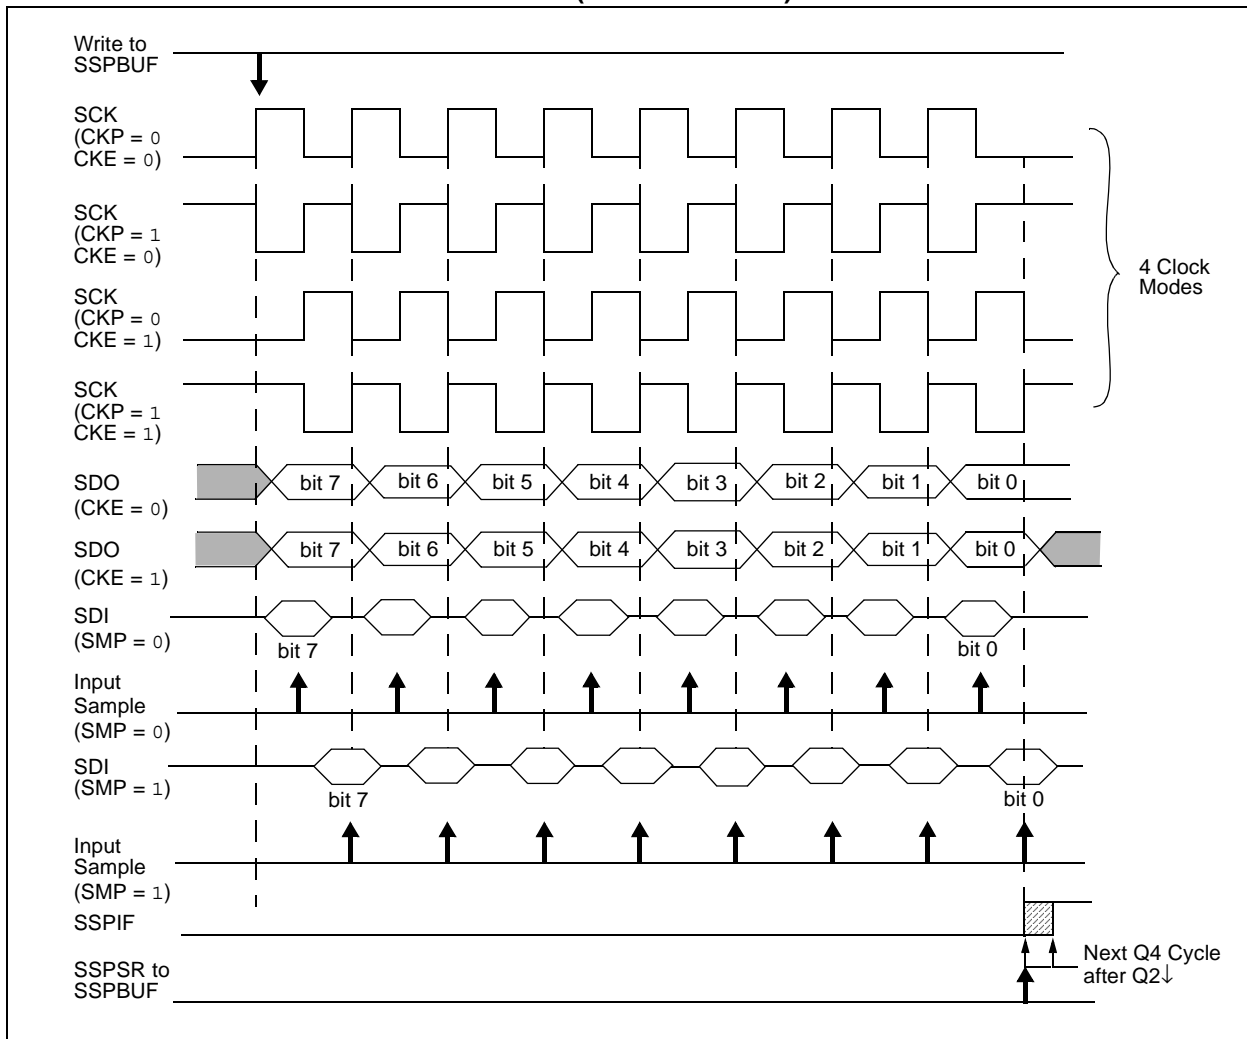 Write to
SSPBUF
SCK
(CKP = 0
CKE = 0)
SCK
(CKP = 1
CKE = 0)
SCK
(CKP = 0
CKE = 1)
SCK
(CKP = 1
CKE = 1)
4 Clock
Modes
SDO
(CKE = 0)
bit 7 bit 6 bit 5 bit 4 bit 3 bit 2 bit 1 bit 0
SDO
(CKE = 1)
bit 7 bit 6 bit 5 bit 4 bit 3 bit 2 bit 1 bit 0
SDI
(SMP = 0)
bit 7 bit 0
Input
Sample
(SMP = 0)
SDI
(SMP = 1)
bit 7 bit 0
Input
Sample
(SMP = 1)
SSPIF
Next Q4 Cycle
after Q2↓
SSPSR to
SSPBUF